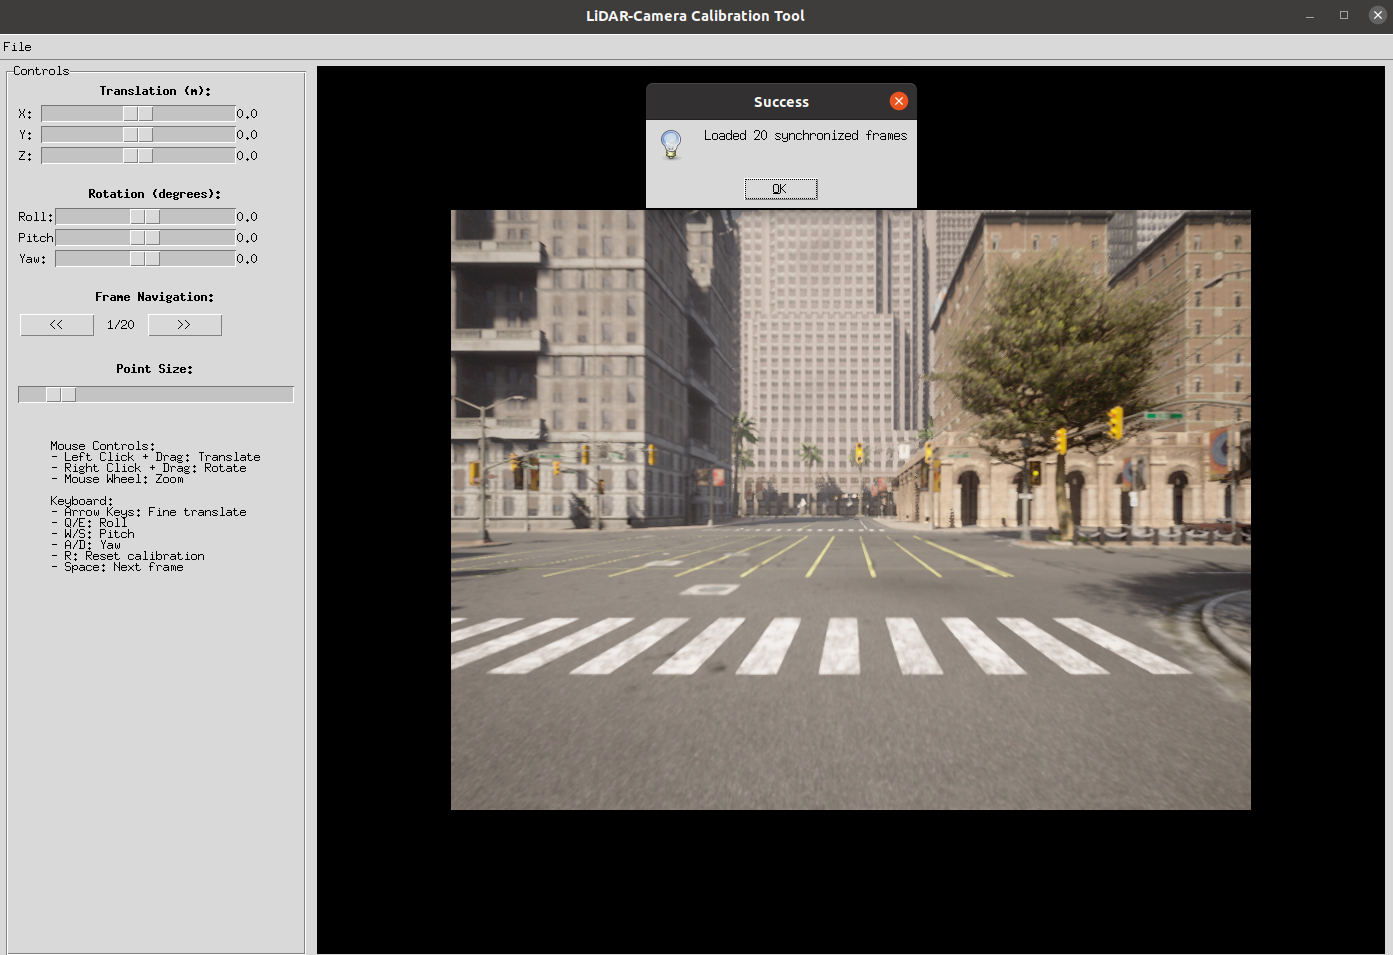 LiDAR-Camera Calibration Tool
File
Controls
Translation (m):
X: 0.0
Y: 0.0
Z: 0.0
Rotation (degrees):
Roll: 0.0
Pitch 0.0
Yaw: 0.0
Frame Navigation:
<< 1/20 >>
Point Size:
Mouse Controls:
- Left Click + Drag: Translate
- Right Click + Drag: Rotate
- Mouse Wheel: Zoom
Keyboard:
- Arrow Keys: Fine translate
- Q/E: Roll
- W/S: Pitch
- A/D: Yaw
- R: Reset calibration
- Space: Next frame
Success
Loaded 20 synchronized frames
OK